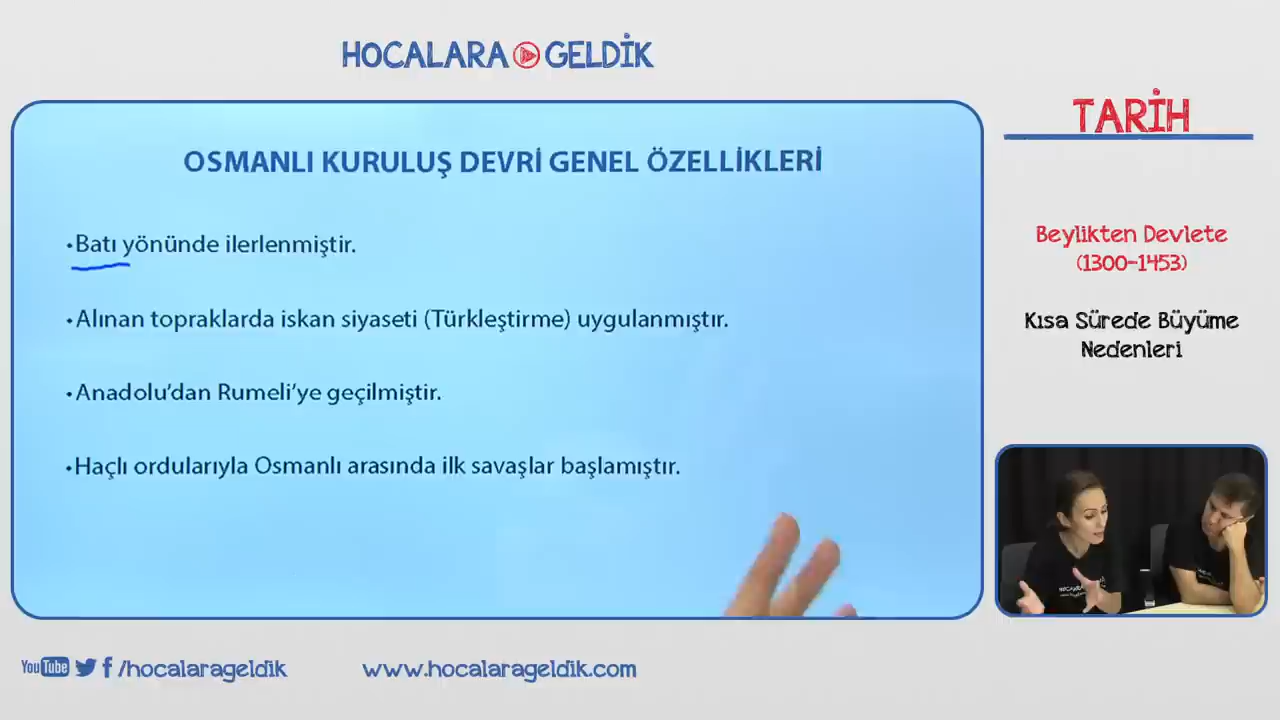 HOCALARA GELDİK
TARİH
OSMANLI KURULUŞ DEVRİ GENEL ÖZELLİKLERİ
•Batı yönünde ilerlenmiştir.
•Alınan topraklarda iskan siyaseti (Türkleştirme) uygulanmıştır.
•Anadolu'dan Rumeli'ye geçilmiştir.
•Haçlı ordularıyla Osmanlı arasında ilk savaşlar başlamıştır.
Beylikten Devlete
(1300-1453)
Kısa Sürede Büyüme
Nedenleri
YouTube f /hocalarageldik
www.hocalarageldik.com